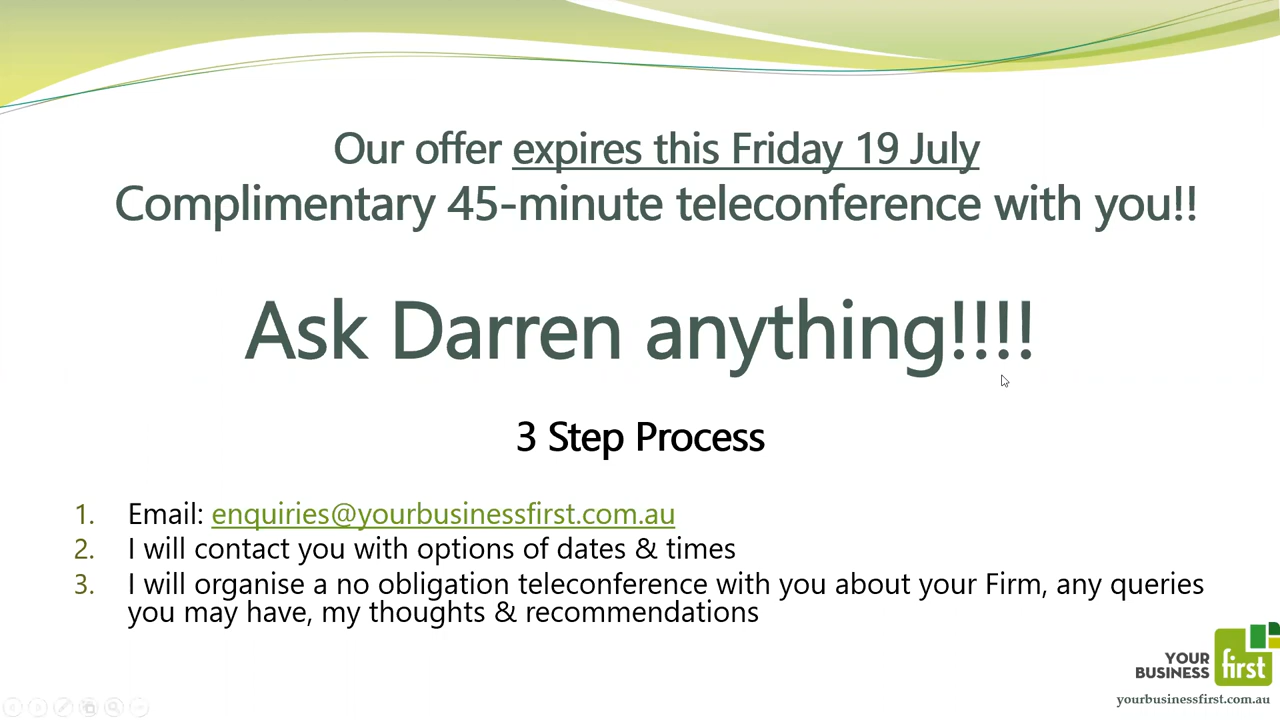 Our offer expires this Friday 19 July
Complimentary 45-minute teleconference with you!!
Ask Darren anything!!!!
3 Step Process
1. Email: enquiries@yourbusinessfirst.com.au
2. I will contact you with options of dates & times
3. I will organise a no obligation teleconference with you about your Firm, any queries
you may have, my thoughts & recommendations
YOUR
BUSINESS
first
yourbusinessfirst.com.au